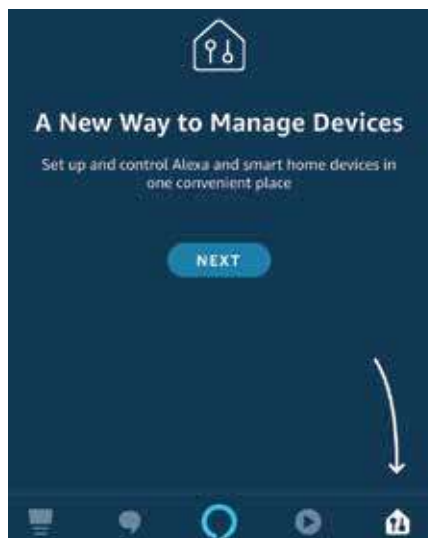 A New Way to Manage Devices
Set up and control Alexa and smart home devices in
one convenient place
NEXT